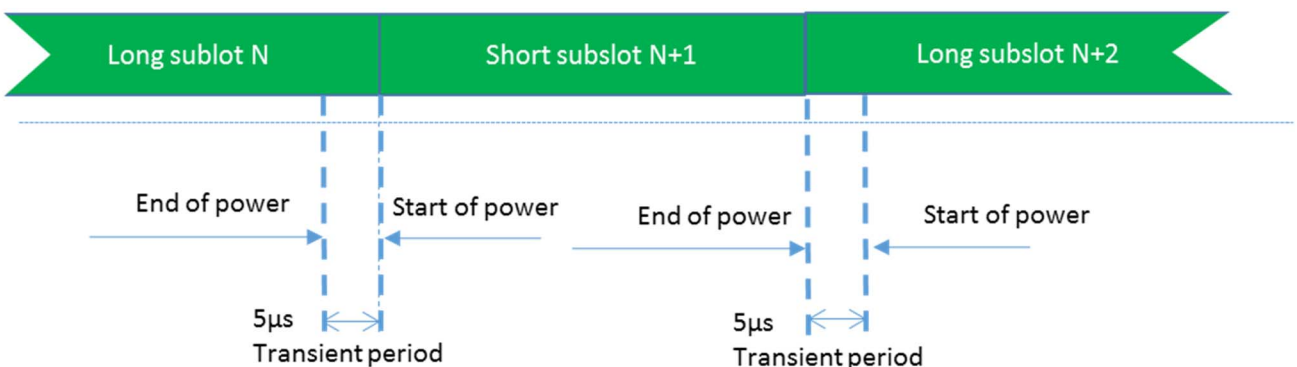 Long sublot N
Short subslot N+1
Long subslot N+2
End of power
Start of power
End of power
Start of power
5μs
Transient period
5μs
Transient period